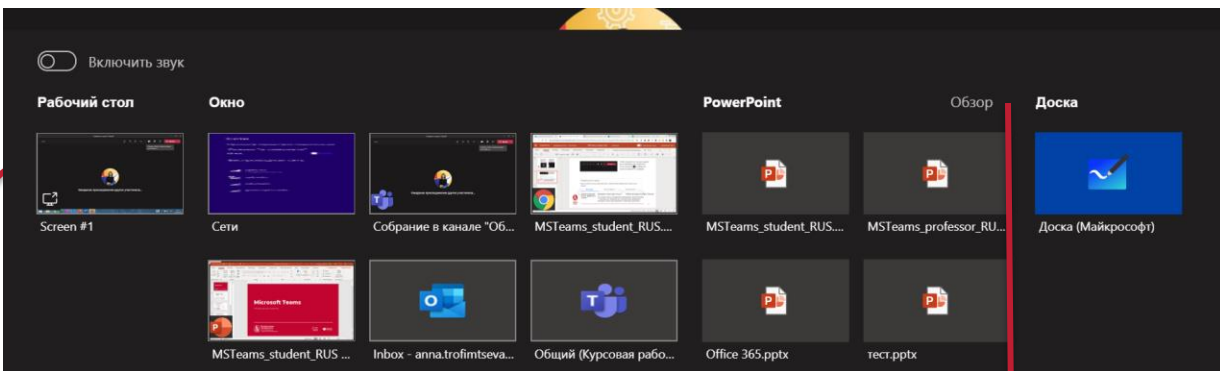 Включить звук
Рабочий стол
Окно
PowerPoint
Обзор
Доска
Screen #1
Сети
Собрание в канале "Об...
MSTeams_student_RUS....
MSTeams_student_RUS....
MSTeams_professor_RU...
Доска (Майкрософт)
Microsoft Teams
MSTeams_student_RUS ...
Inbox - anna.trofimtseva...
Общий (Курсовая рабо...
Office 365.pptx
тест.pptx